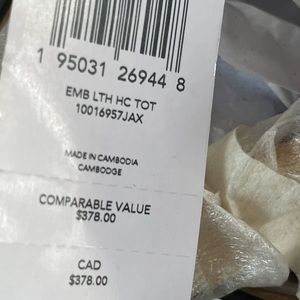 1 95031 26944 8
EMB LTH HC TOT
10016957JAX
MADE IN CAMBODIA
CAMBODGE
COMPARABLE VALUE
$378.00
CAD
$378.00